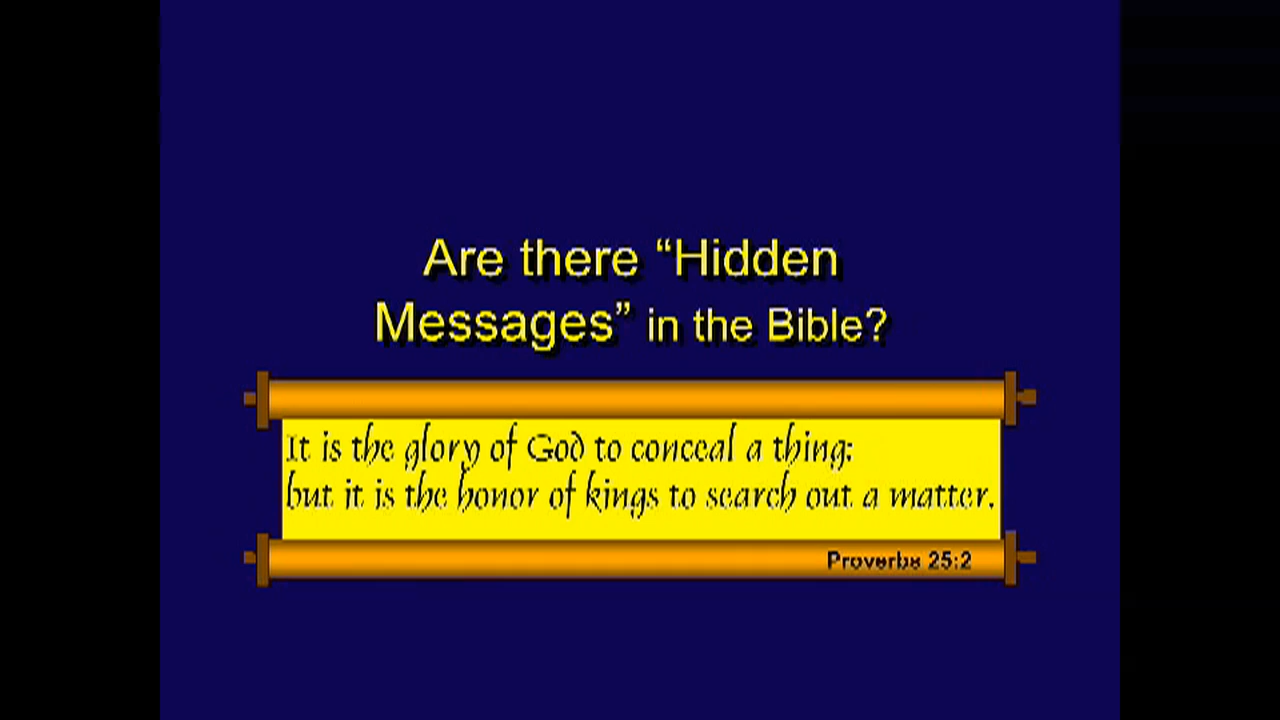 Are there “Hidden
Messages” in the Bible?
It is the glory of God to conceal a thing:
but it is the honor of kings to search out a matter.
Proverbs 25:2